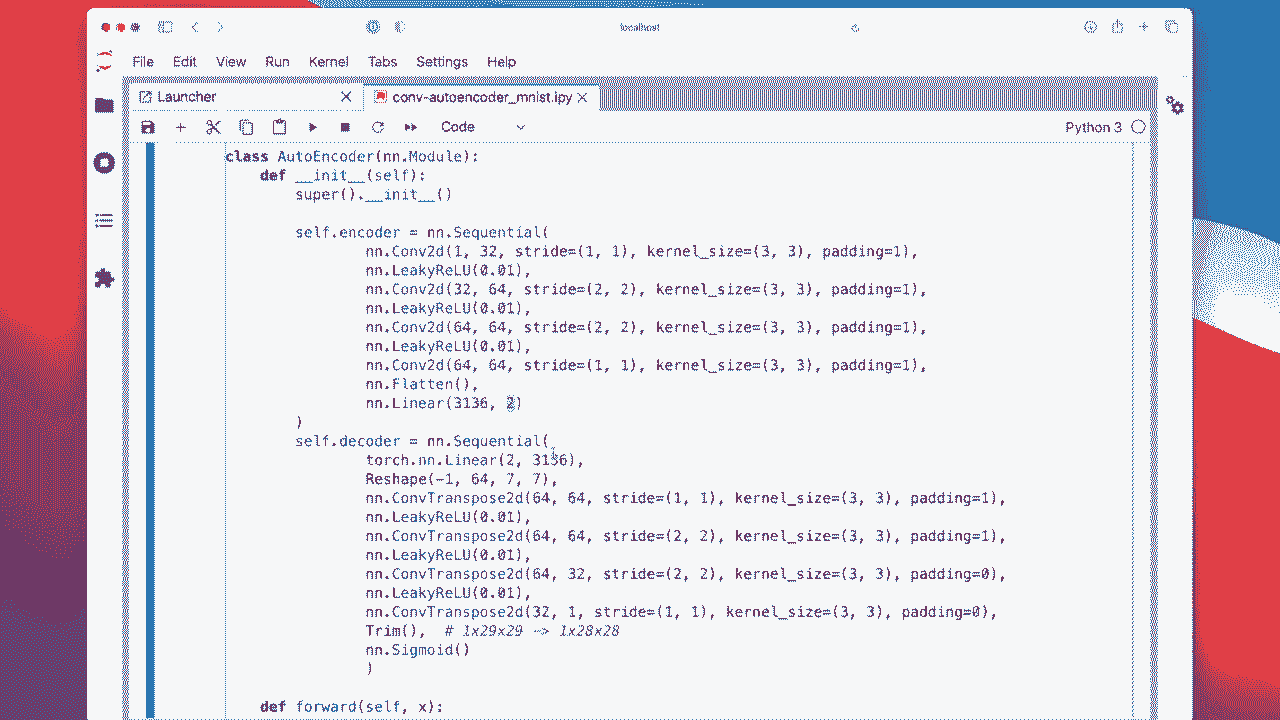 localhost
File Edit View Run Kernel Tabs Settings Help
Launcher conv-autoencoder_mnist.ipy
Code Python 3
class AutoEncoder(nn.Module):
    def __init__(self):
        super().__init__()
        self.encoder = nn.Sequential(
                nn.Conv2d(1, 32, stride=(1, 1), kernel_size=(3, 3), padding=1),
                nn.LeakyReLU(0.01),
                nn.Conv2d(32, 64, stride=(2, 2), kernel_size=(3, 3), padding=1),
                nn.LeakyReLU(0.01),
                nn.Conv2d(64, 64, stride=(2, 2), kernel_size=(3, 3), padding=1),
                nn.LeakyReLU(0.01),
                nn.Conv2d(64, 64, stride=(1, 1), kernel_size=(3, 3), padding=1),
                nn.Flatten(),
                nn.Linear(3136, 2)
        )
        self.decoder = nn.Sequential(
                torch.nn.Linear(2, 3136),
                Reshape(-1, 64, 7, 7),
                nn.ConvTranspose2d(64, 64, stride=(1, 1), kernel_size=(3, 3), padding=1),
                nn.LeakyReLU(0.01),
                nn.ConvTranspose2d(64, 64, stride=(2, 2), kernel_size=(3, 3), padding=1),
                nn.LeakyReLU(0.01),
                nn.ConvTranspose2d(64, 32, stride=(2, 2), kernel_size=(3, 3), padding=0),
                nn.LeakyReLU(0.01),
                nn.ConvTranspose2d(32, 1, stride=(1, 1), kernel_size=(3, 3), padding=0),
                Trim(),  # 1x29x29 -> 1x28x28
                nn.Sigmoid()
                )
    def forward(self, x):